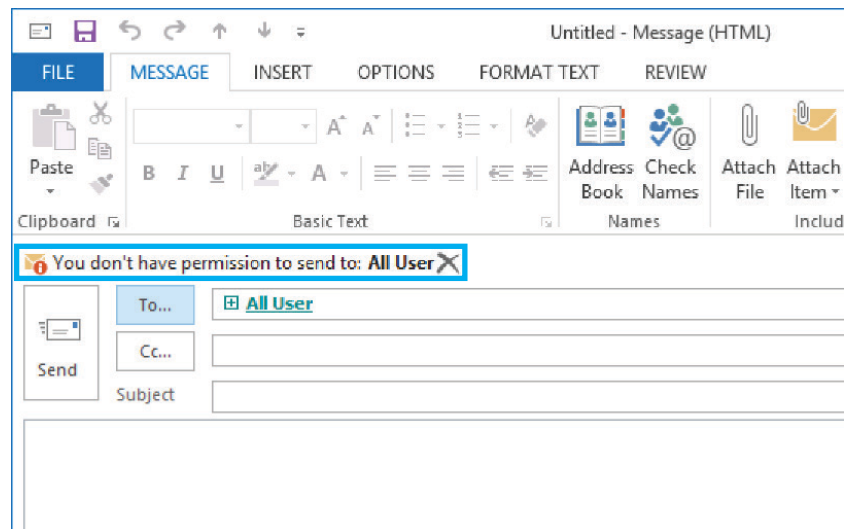 Untitled - Message (HTML)
FILE MESSAGE INSERT OPTIONS FORMAT TEXT REVIEW
Paste
B I U aby A A A
Address Book
Check Names
Attach File
Attach Item
Clipboard Basic Text Names Includ
You don't have permission to send to: All User
To... All User
Cc...
Send
Subject